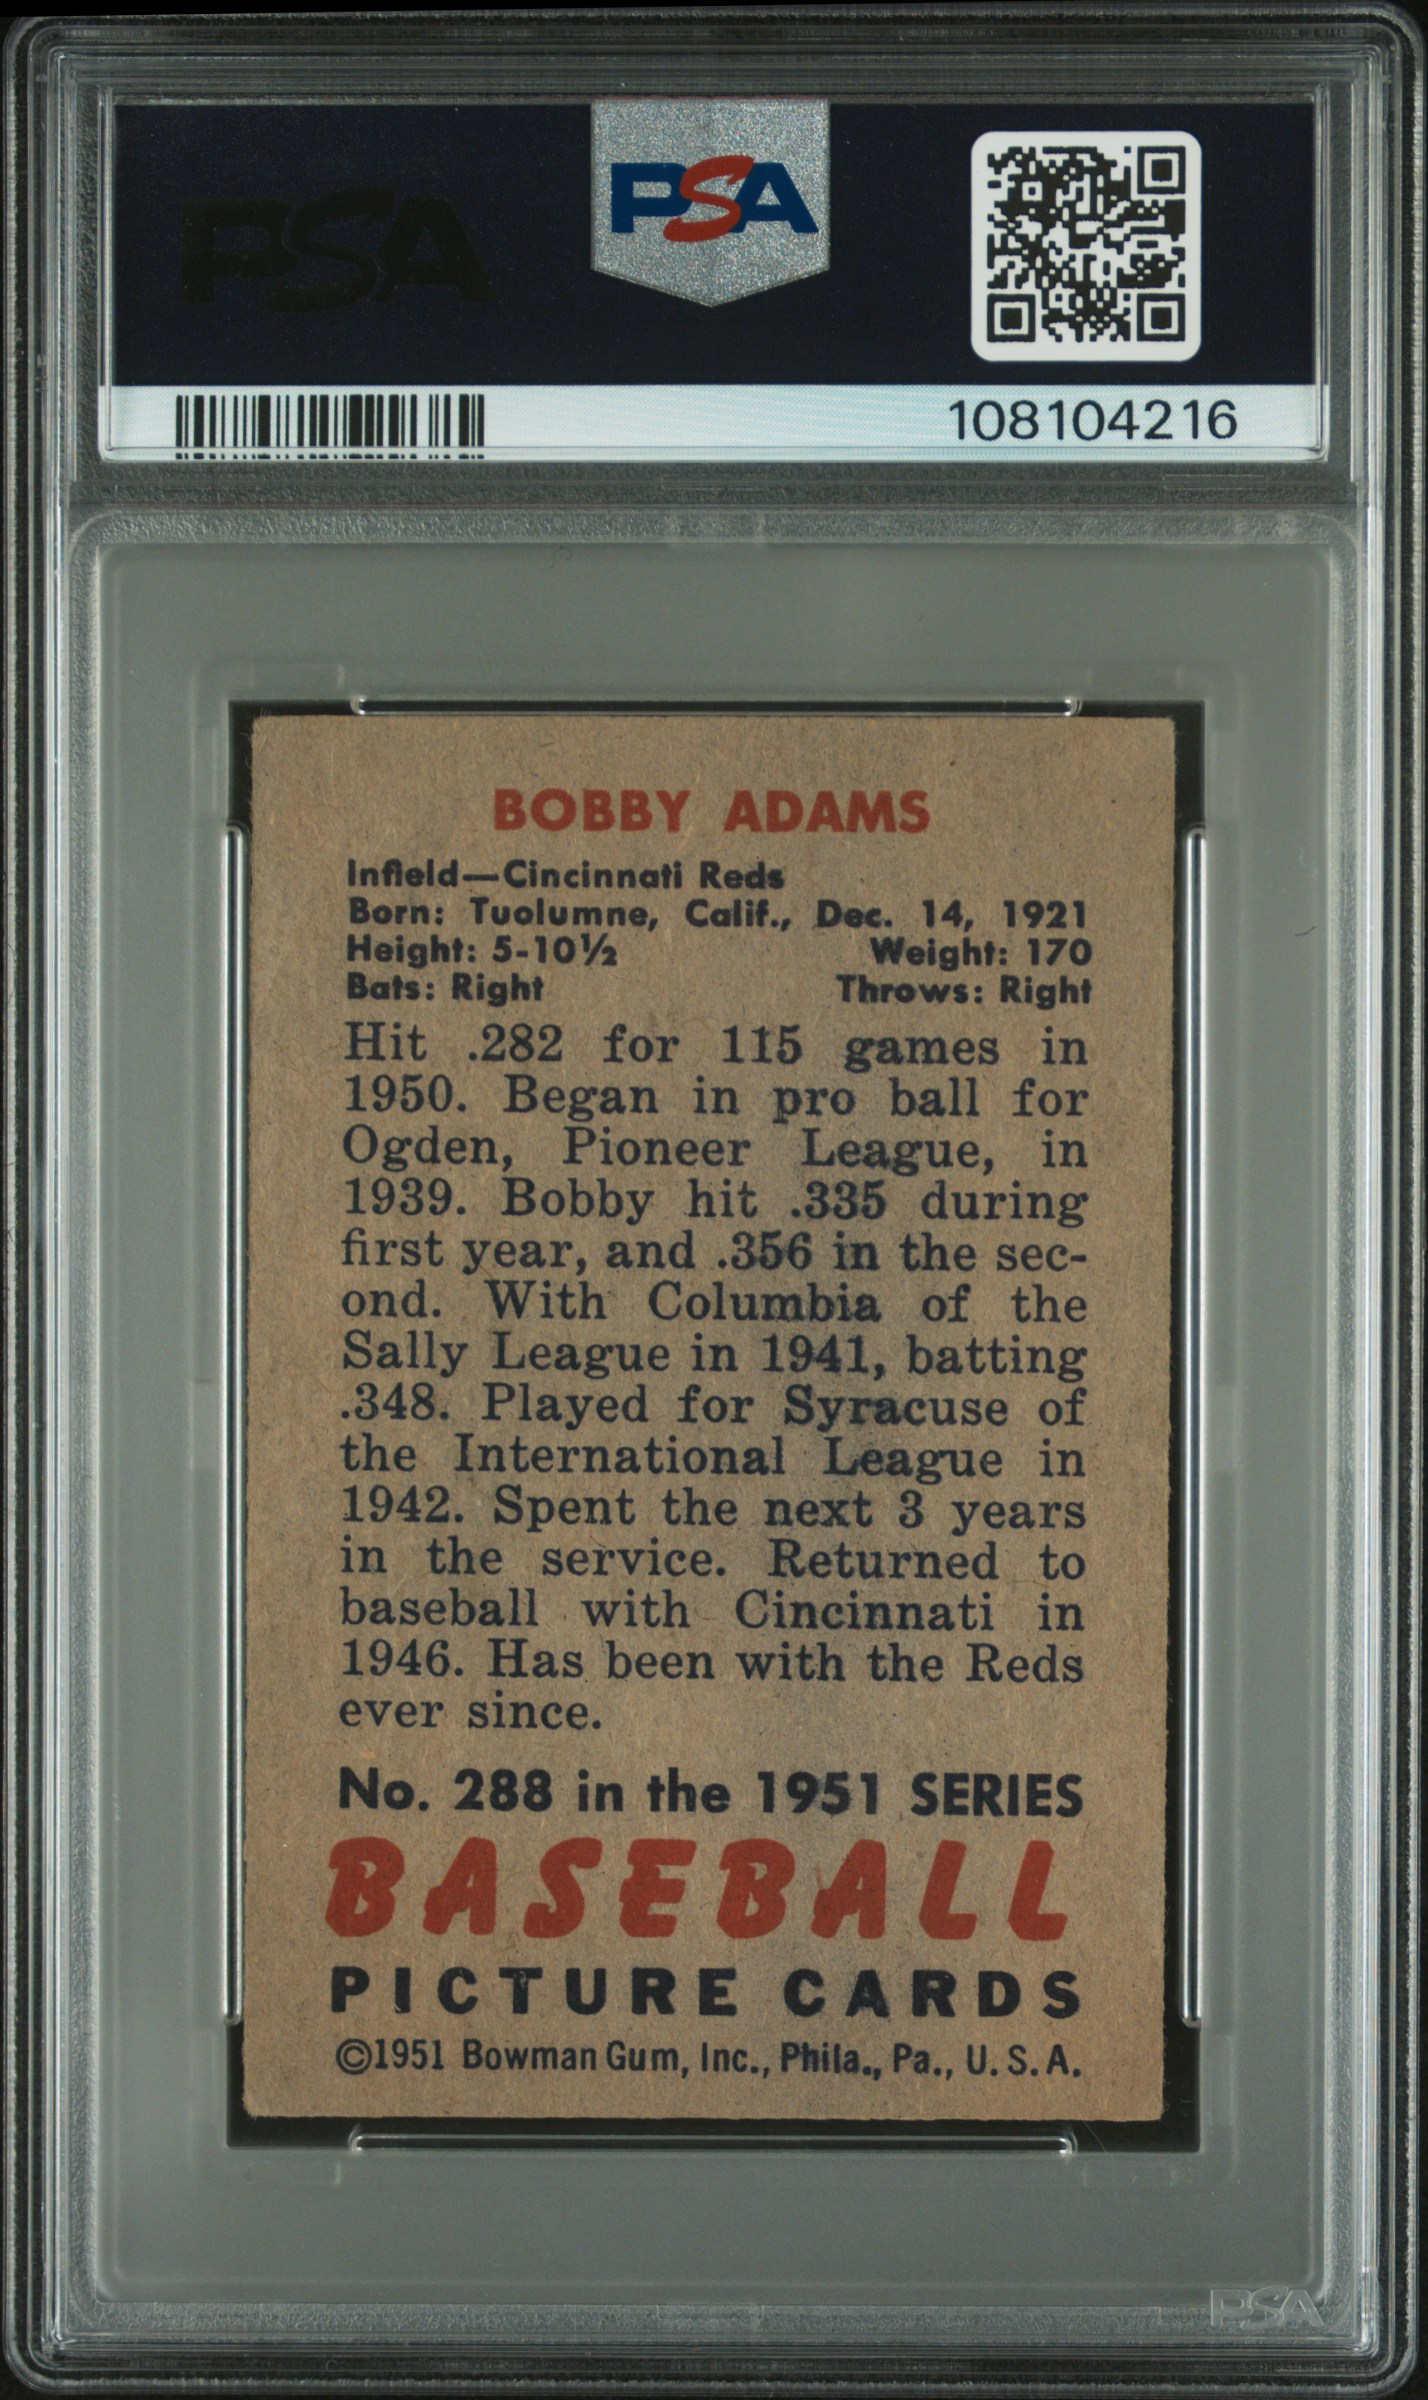 PSA
PSA
108104216
BOBBY ADAMS
Infield—Cincinnati Reds
Born: Tuolumne, Calif., Dec. 14, 1921
Height: 5-10½ Weight: 170
Bats: Right Throws: Right
Hit .282 for 115 games in
1950. Began in pro ball for
Ogden, Pioneer League, in
1939. Bobby hit .335 during
first year, and .356 in the sec-
ond. With Columbia of the
Sally League in 1941, batting
.348. Played for Syracuse of
the International League in
1942. Spent the next 3 years
in the service. Returned to
baseball with Cincinnati in
1946. Has been with the Reds
ever since.
No. 288 in the 1951 SERIES
BASEBALL
PICTURE CARDS
©1951 Bowman Gum, Inc., Phila., Pa., U.S.A.
PSA